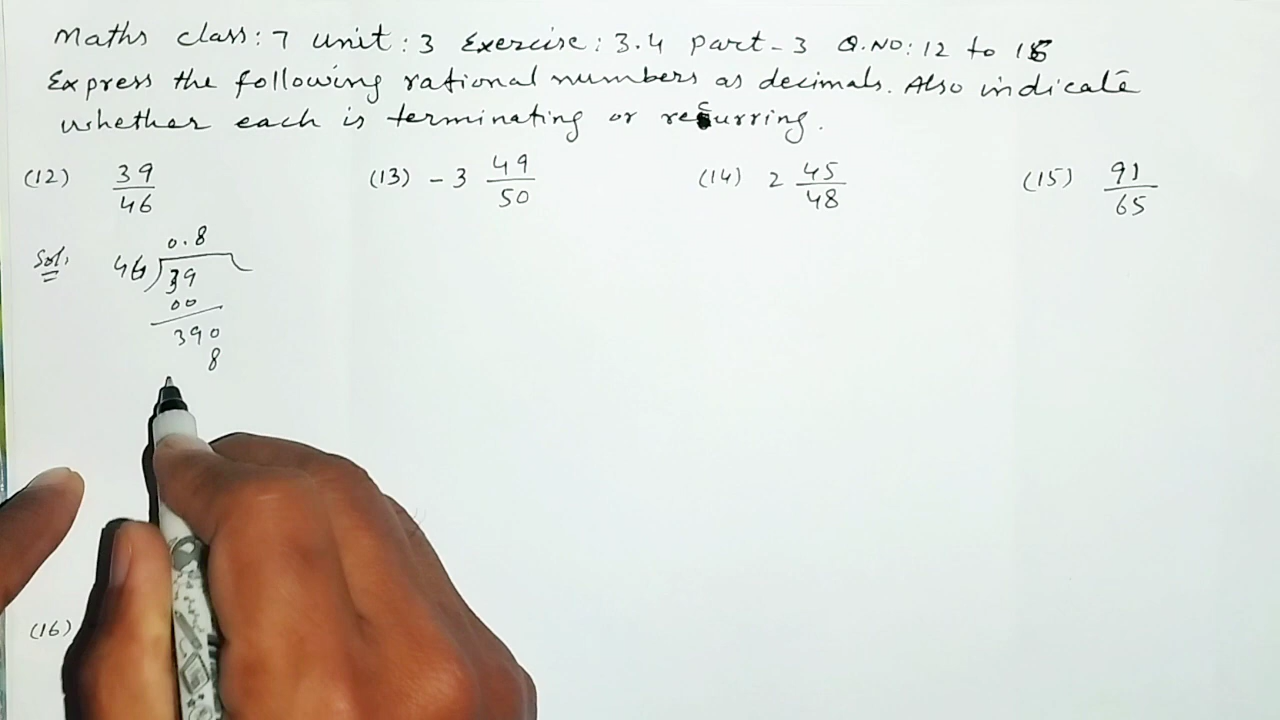 Maths class: 7 unit: 3 Exercise: 3.4 part-3 Q.NO: 12 to 16
Express the following rational numbers as decimals. Also indicate
whether each is terminating or recurring.
(12) 39/46 (13) -3 49/50 (14) 2 45/48 (15) 91/65
Sol. 0.8
46)39
00
390
8
(16)